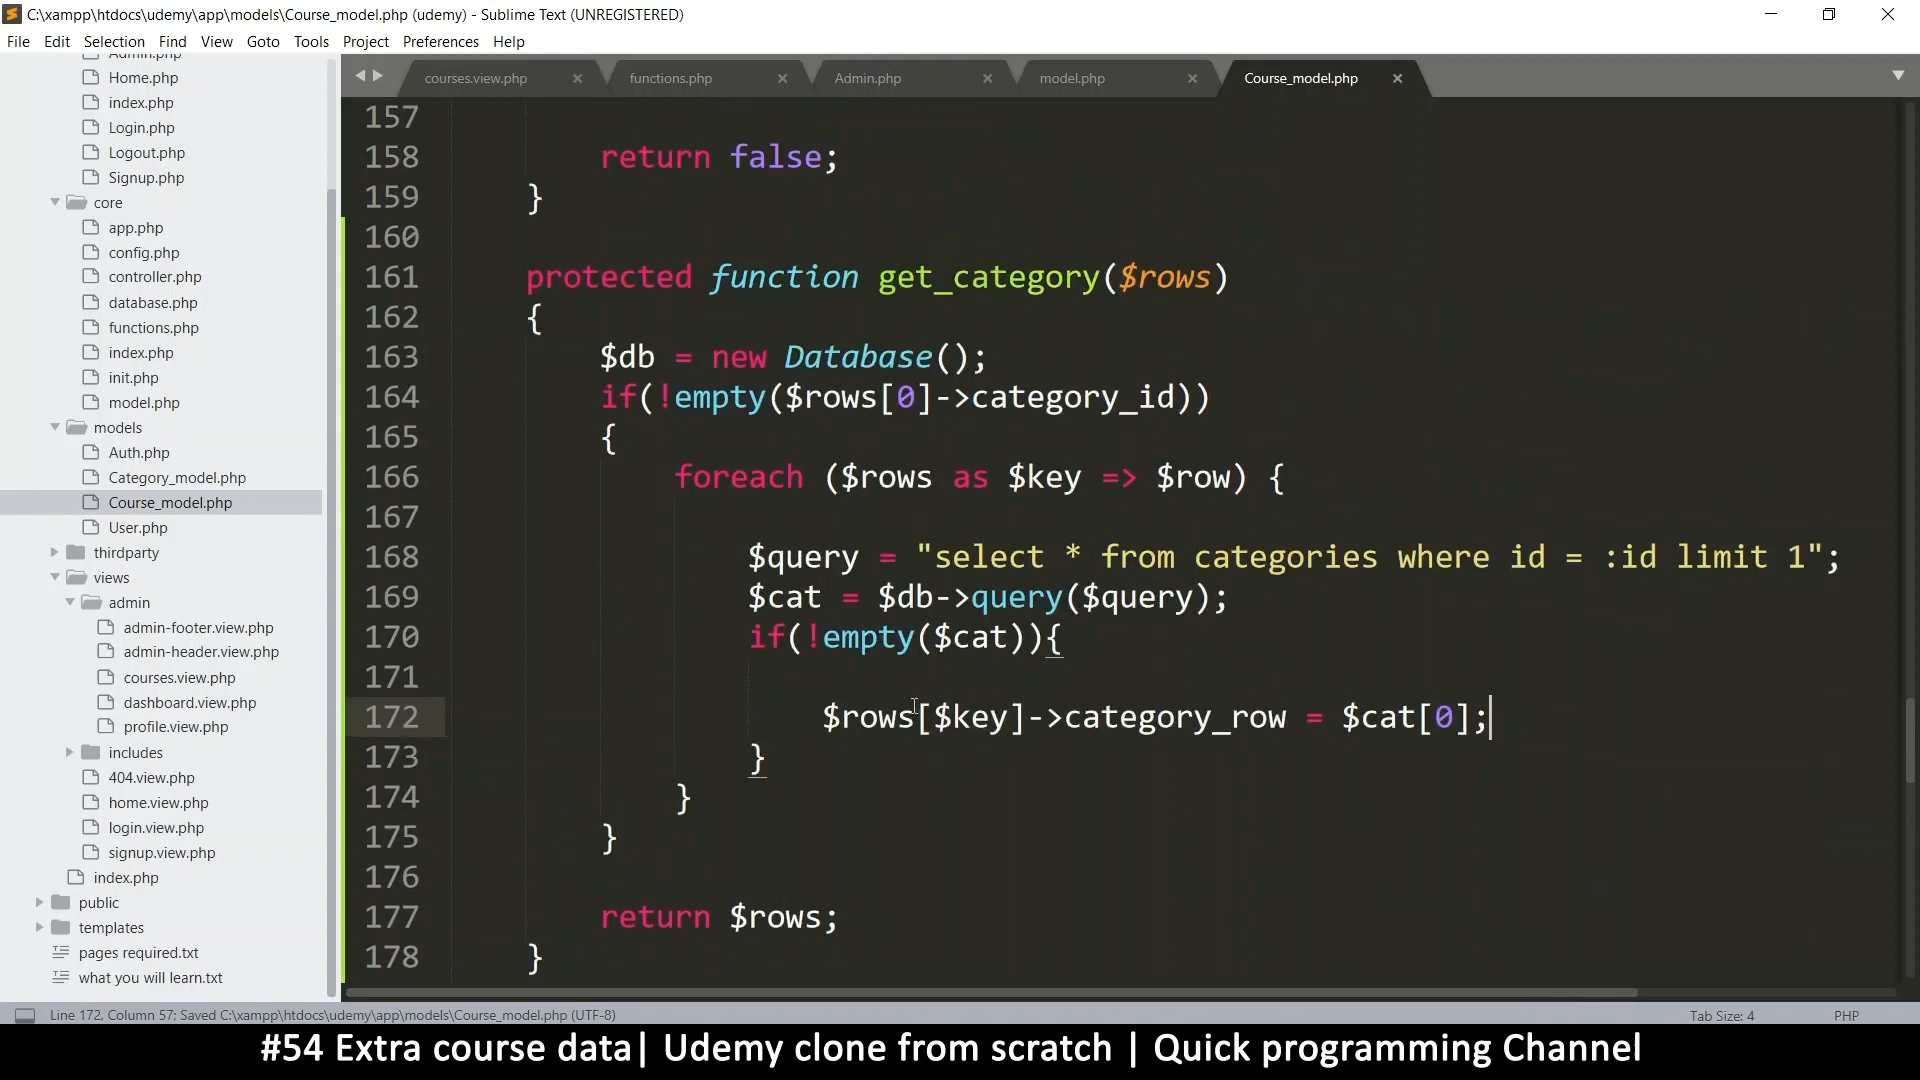 C:\xampp\htdocs\udemy\app\models\Course_model.php (udemy) - Sublime Text (UNREGISTERED)
File Edit Selection Find View Goto Tools Project Preferences Help
courses.view.php functions.php Admin.php model.php Course_model.php
Admin.php
Home.php
index.php
Login.php
Logout.php
Signup.php
core
app.php
config.php
controller.php
database.php
functions.php
index.php
init.php
model.php
models
Auth.php
Category_model.php
Course_model.php
User.php
thirdparty
views
admin
admin-footer.view.php
admin-header.view.php
courses.view.php
dashboard.view.php
profile.view.php
includes
404.view.php
home.view.php
login.view.php
signup.view.php
index.php
public
templates
pages required.txt
what you will learn.txt
157
158 return false;
159 }
160
161 protected function get_category($rows)
162 {
163 $db = new Database();
164 if(!empty($rows[0]->category_id))
165 {
166 foreach ($rows as $key => $row) {
167
168 $query = "select * from categories where id = :id limit 1";
169 $cat = $db->query($query);
170 if(!empty($cat)){
171
172 $rows[$key]->category_row = $cat[0];
173 }
174 }
175 }
176
177 return $rows;
178 }
Line 172, Column 57; Saved C:\xampp\htdocs\udemy\app\models\Course_model.php (UTF-8) Tab Size: 4 PHP
#54 Extra course data| Udemy clone from scratch | Quick programming Channel